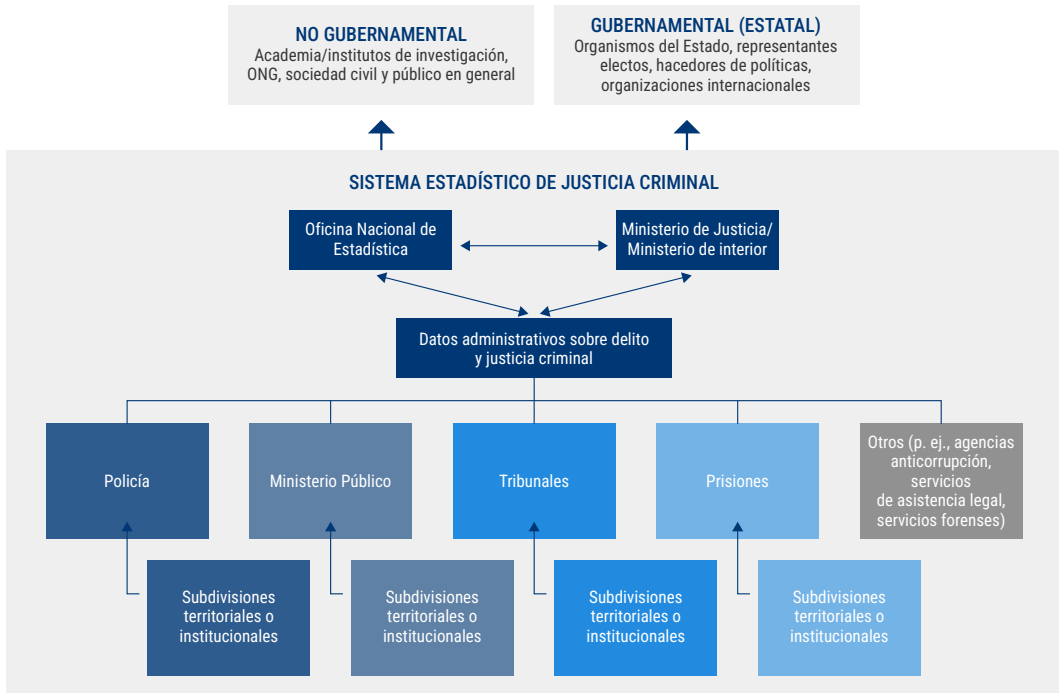 NO GUBERNAMENTAL
Academia/institutos de investigación,
ONG, sociedad civil y público en general
GUBERNAMENTAL (ESTATAL)
Organismos del Estado, representantes
electos, hacedores de políticas,
organizaciones internacionales
SISTEMA ESTADÍSTICO DE JUSTICIA CRIMINAL
Oficina Nacional de
Estadística
Ministerio de Justicia/
Ministerio de interior
Datos administrativos sobre delito
y justicia criminal
Policía
Ministerio Público
Tribunales
Prisiones
Otros (p. ej., agencias
anticorrupción,
servicios
de asistencia legal,
servicios forenses)
Subdivisiones
territoriales o
institucionales
Subdivisiones
territoriales o
institucionales
Subdivisiones
territoriales o
institucionales
Subdivisiones
territoriales o
institucionales